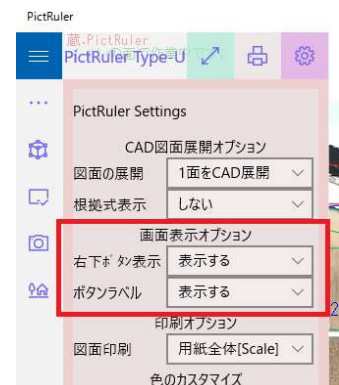 PictRuler
蔵.PictRuler
PictRuler Type-U
PictRuler Settings
CAD図面展開オプション
図面の展開 1面をCAD展開
根拠式表示 しない
画面表示オプション
右下ボタン表示 表示する
ボタンラベル 表示する
2
印刷オプション
図面印刷 用紙全体[Scale]
色のカスタマイズ